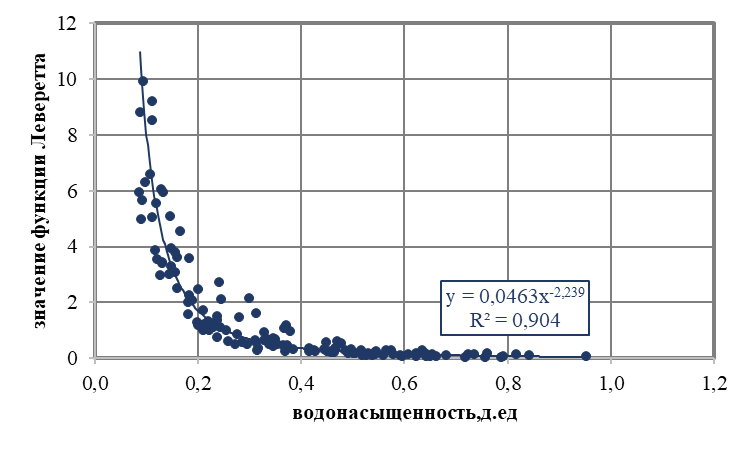 12
10
8
6
4
2
0
значение функции Леверетта
y = 0,0463x^-2,239
R² = 0,904
0,0 0,2 0,4 0,6 0,8 1,0 1,2
водонасыщенность,д.ед